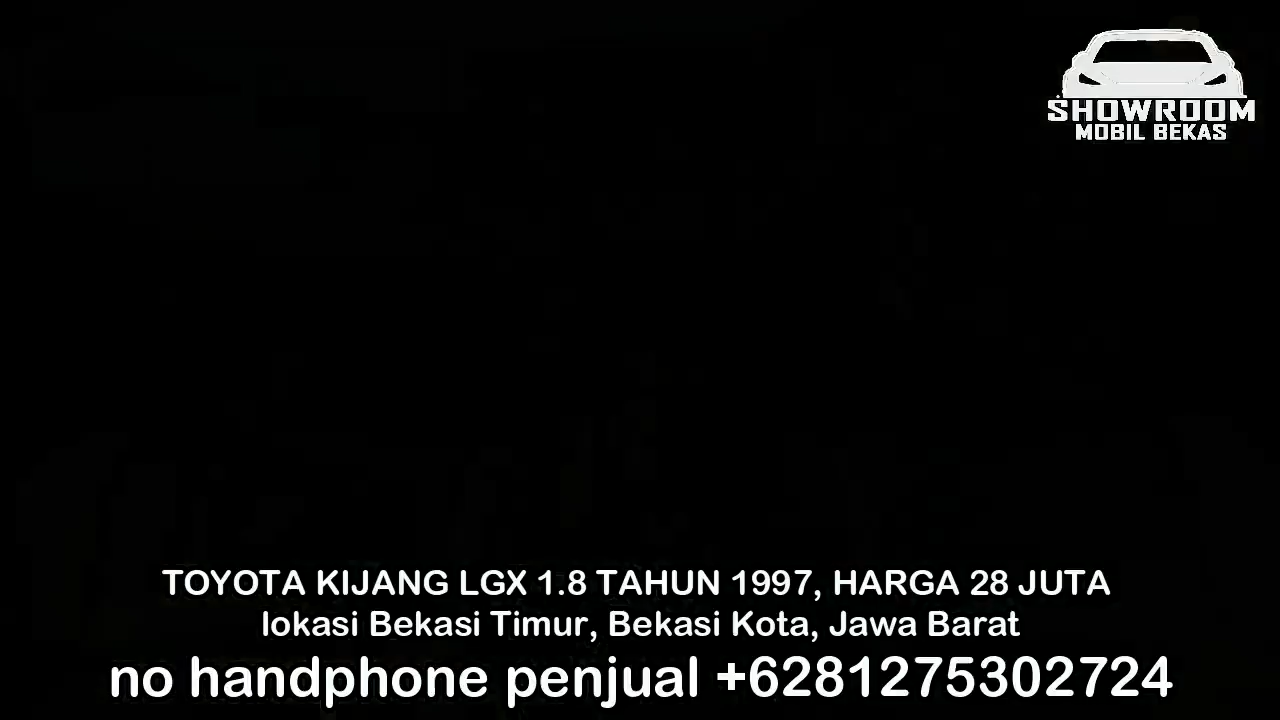 SHOWROOM
MOBIL BEKAS
TOYOTA KIJANG LGX 1.8 TAHUN 1997, HARGA 28 JUTA
lokasi Bekasi Timur, Bekasi Kota, Jawa Barat
no handphone penjual +6281275302724